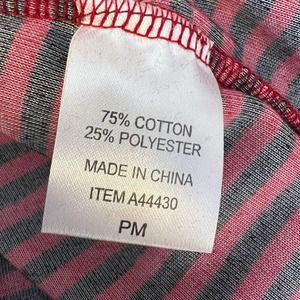 75% COTTON
25% POLYESTER
MADE IN CHINA
ITEM A44430
PM